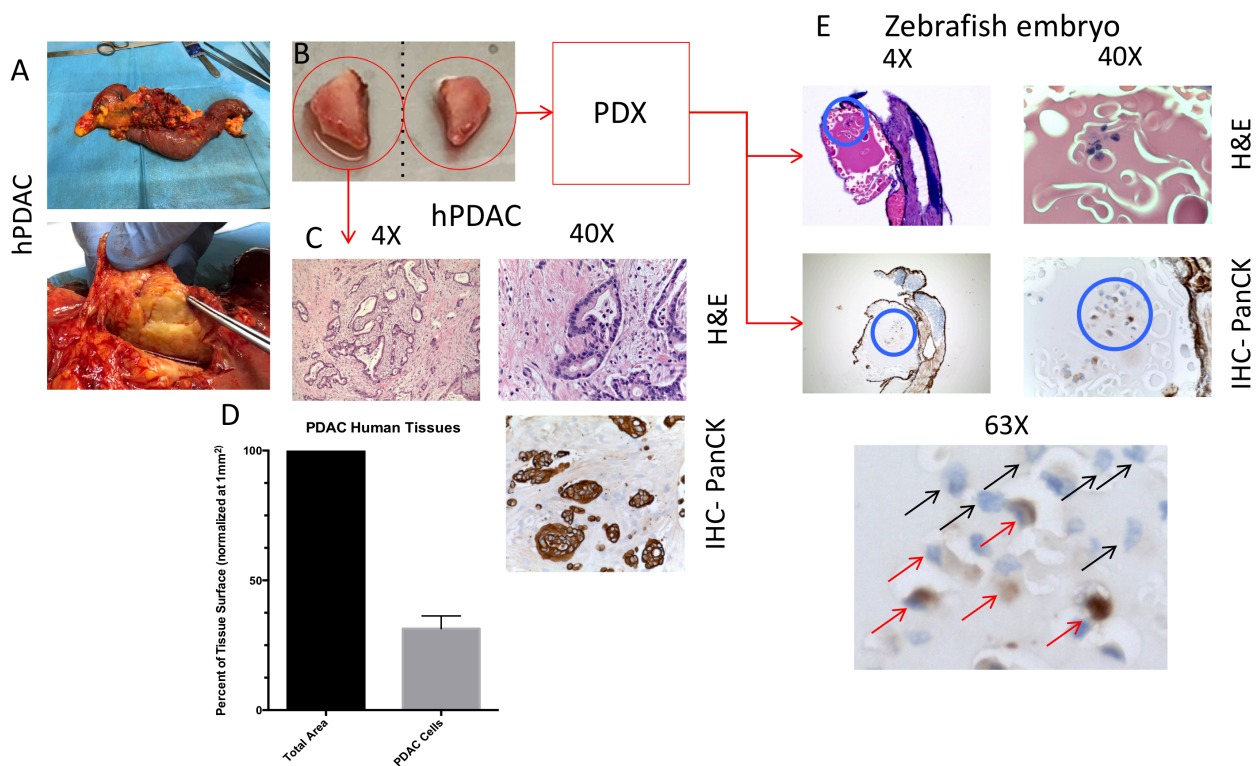 A
hPDAC
B
PDX
hPDAC
C
4X
40X
H&E
IHC- PanCK
D
PDAC Human Tissues
Percent of Tissue Surface (normalized at 1mm²)
100
50
0
Total Area
PDAC Cells
E
Zebrafish embryo
4X
40X
H&E
IHC- PanCK
63X